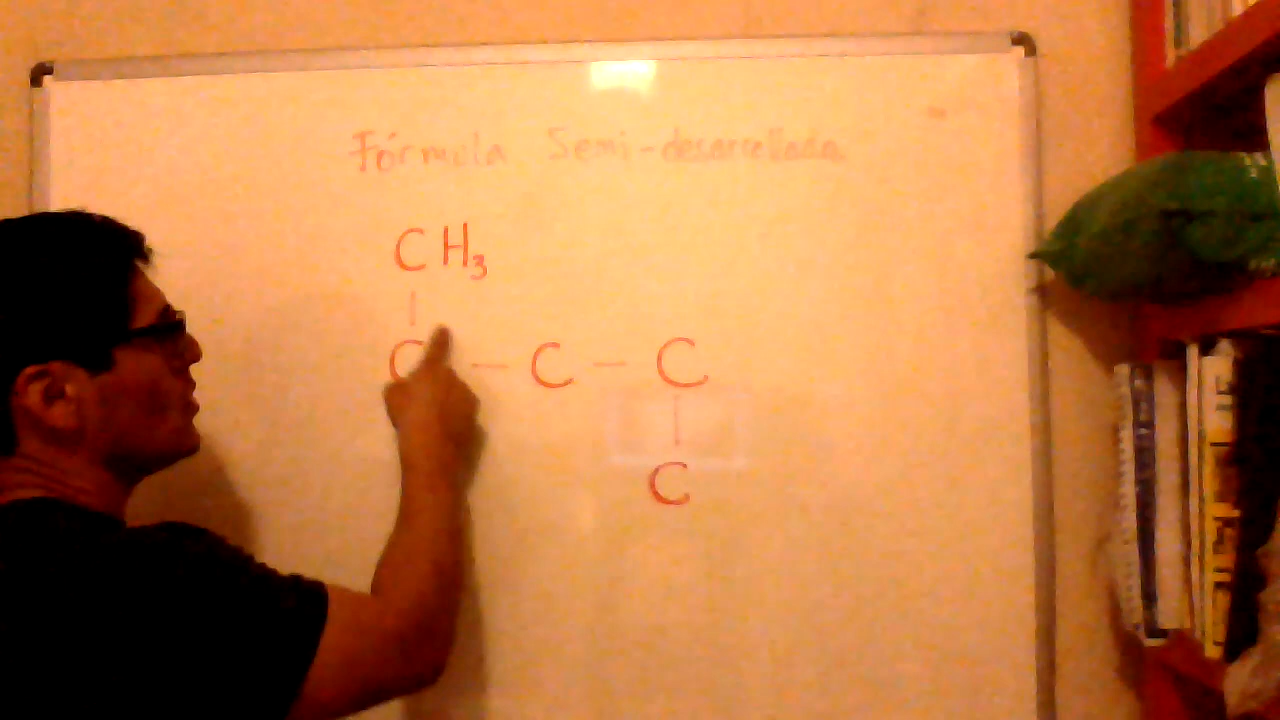 Fórmula Semi-desarrollada
CH₃
C - C - C
C